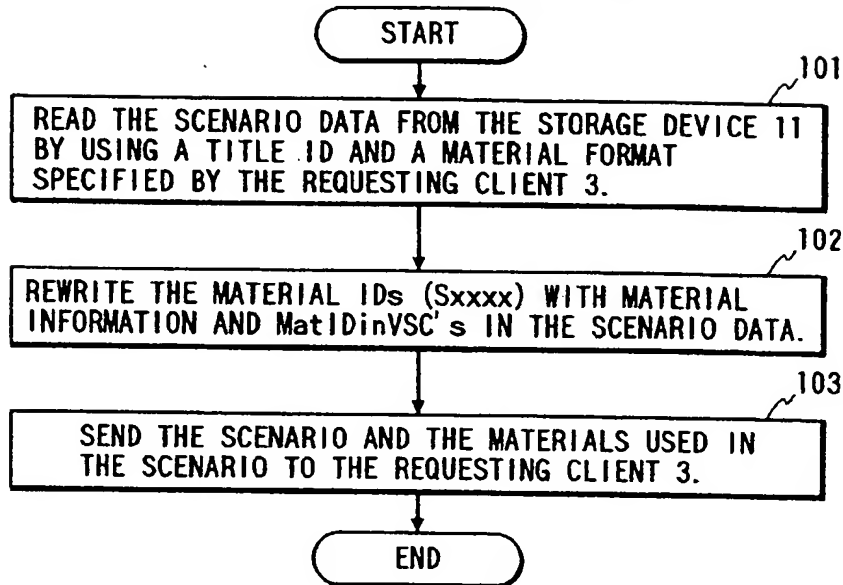 START
101
READ THE SCENARIO DATA FROM THE STORAGE DEVICE 11
BY USING A TITLE ID AND A MATERIAL FORMAT
SPECIFIED BY THE REQUESTING CLIENT 3.
102
REWRITE THE MATERIAL IDs (Sxxxx) WITH MATERIAL
INFORMATION AND MatIDinVSC's IN THE SCENARIO DATA.
103
SEND THE SCENARIO AND THE MATERIALS USED IN
THE SCENARIO TO THE REQUESTING CLIENT 3.
END